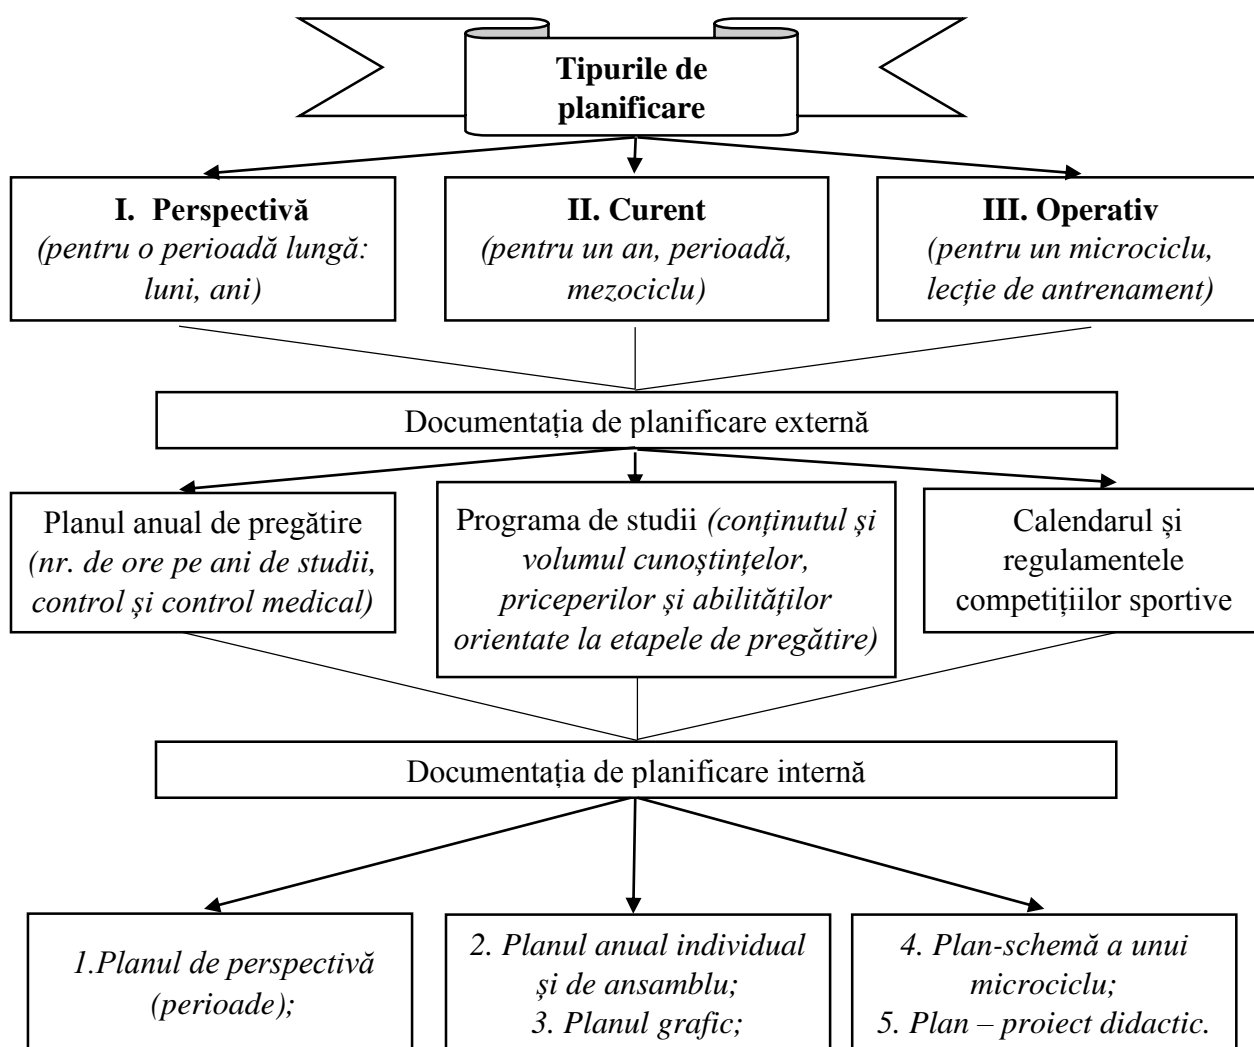 Tipurile de
planificare
I. Perspectivă
(pentru o perioadă lungă:
luni, ani)
II. Curent
(pentru un an, perioadă,
mezociclu)
III. Operativ
(pentru un microciclu,
lecție de antrenament)
Documentația de planificare externă
Planul anual de pregătire
(nr. de ore pe ani de studii,
control și control medical)
Programa de studii (conținutul și
volumul cunoștințelor,
priceperilor și abilităților
orientate la etapele de pregătire)
Calendarul și
regulamentele
competițiilor sportive
Documentația de planificare internă
1.Planul de perspectivă
(perioade);
2. Planul anual individual
și de ansamblu;
3. Planul grafic;
4. Plan-schemă a unui
microciclu;
5. Plan – proiect didactic.